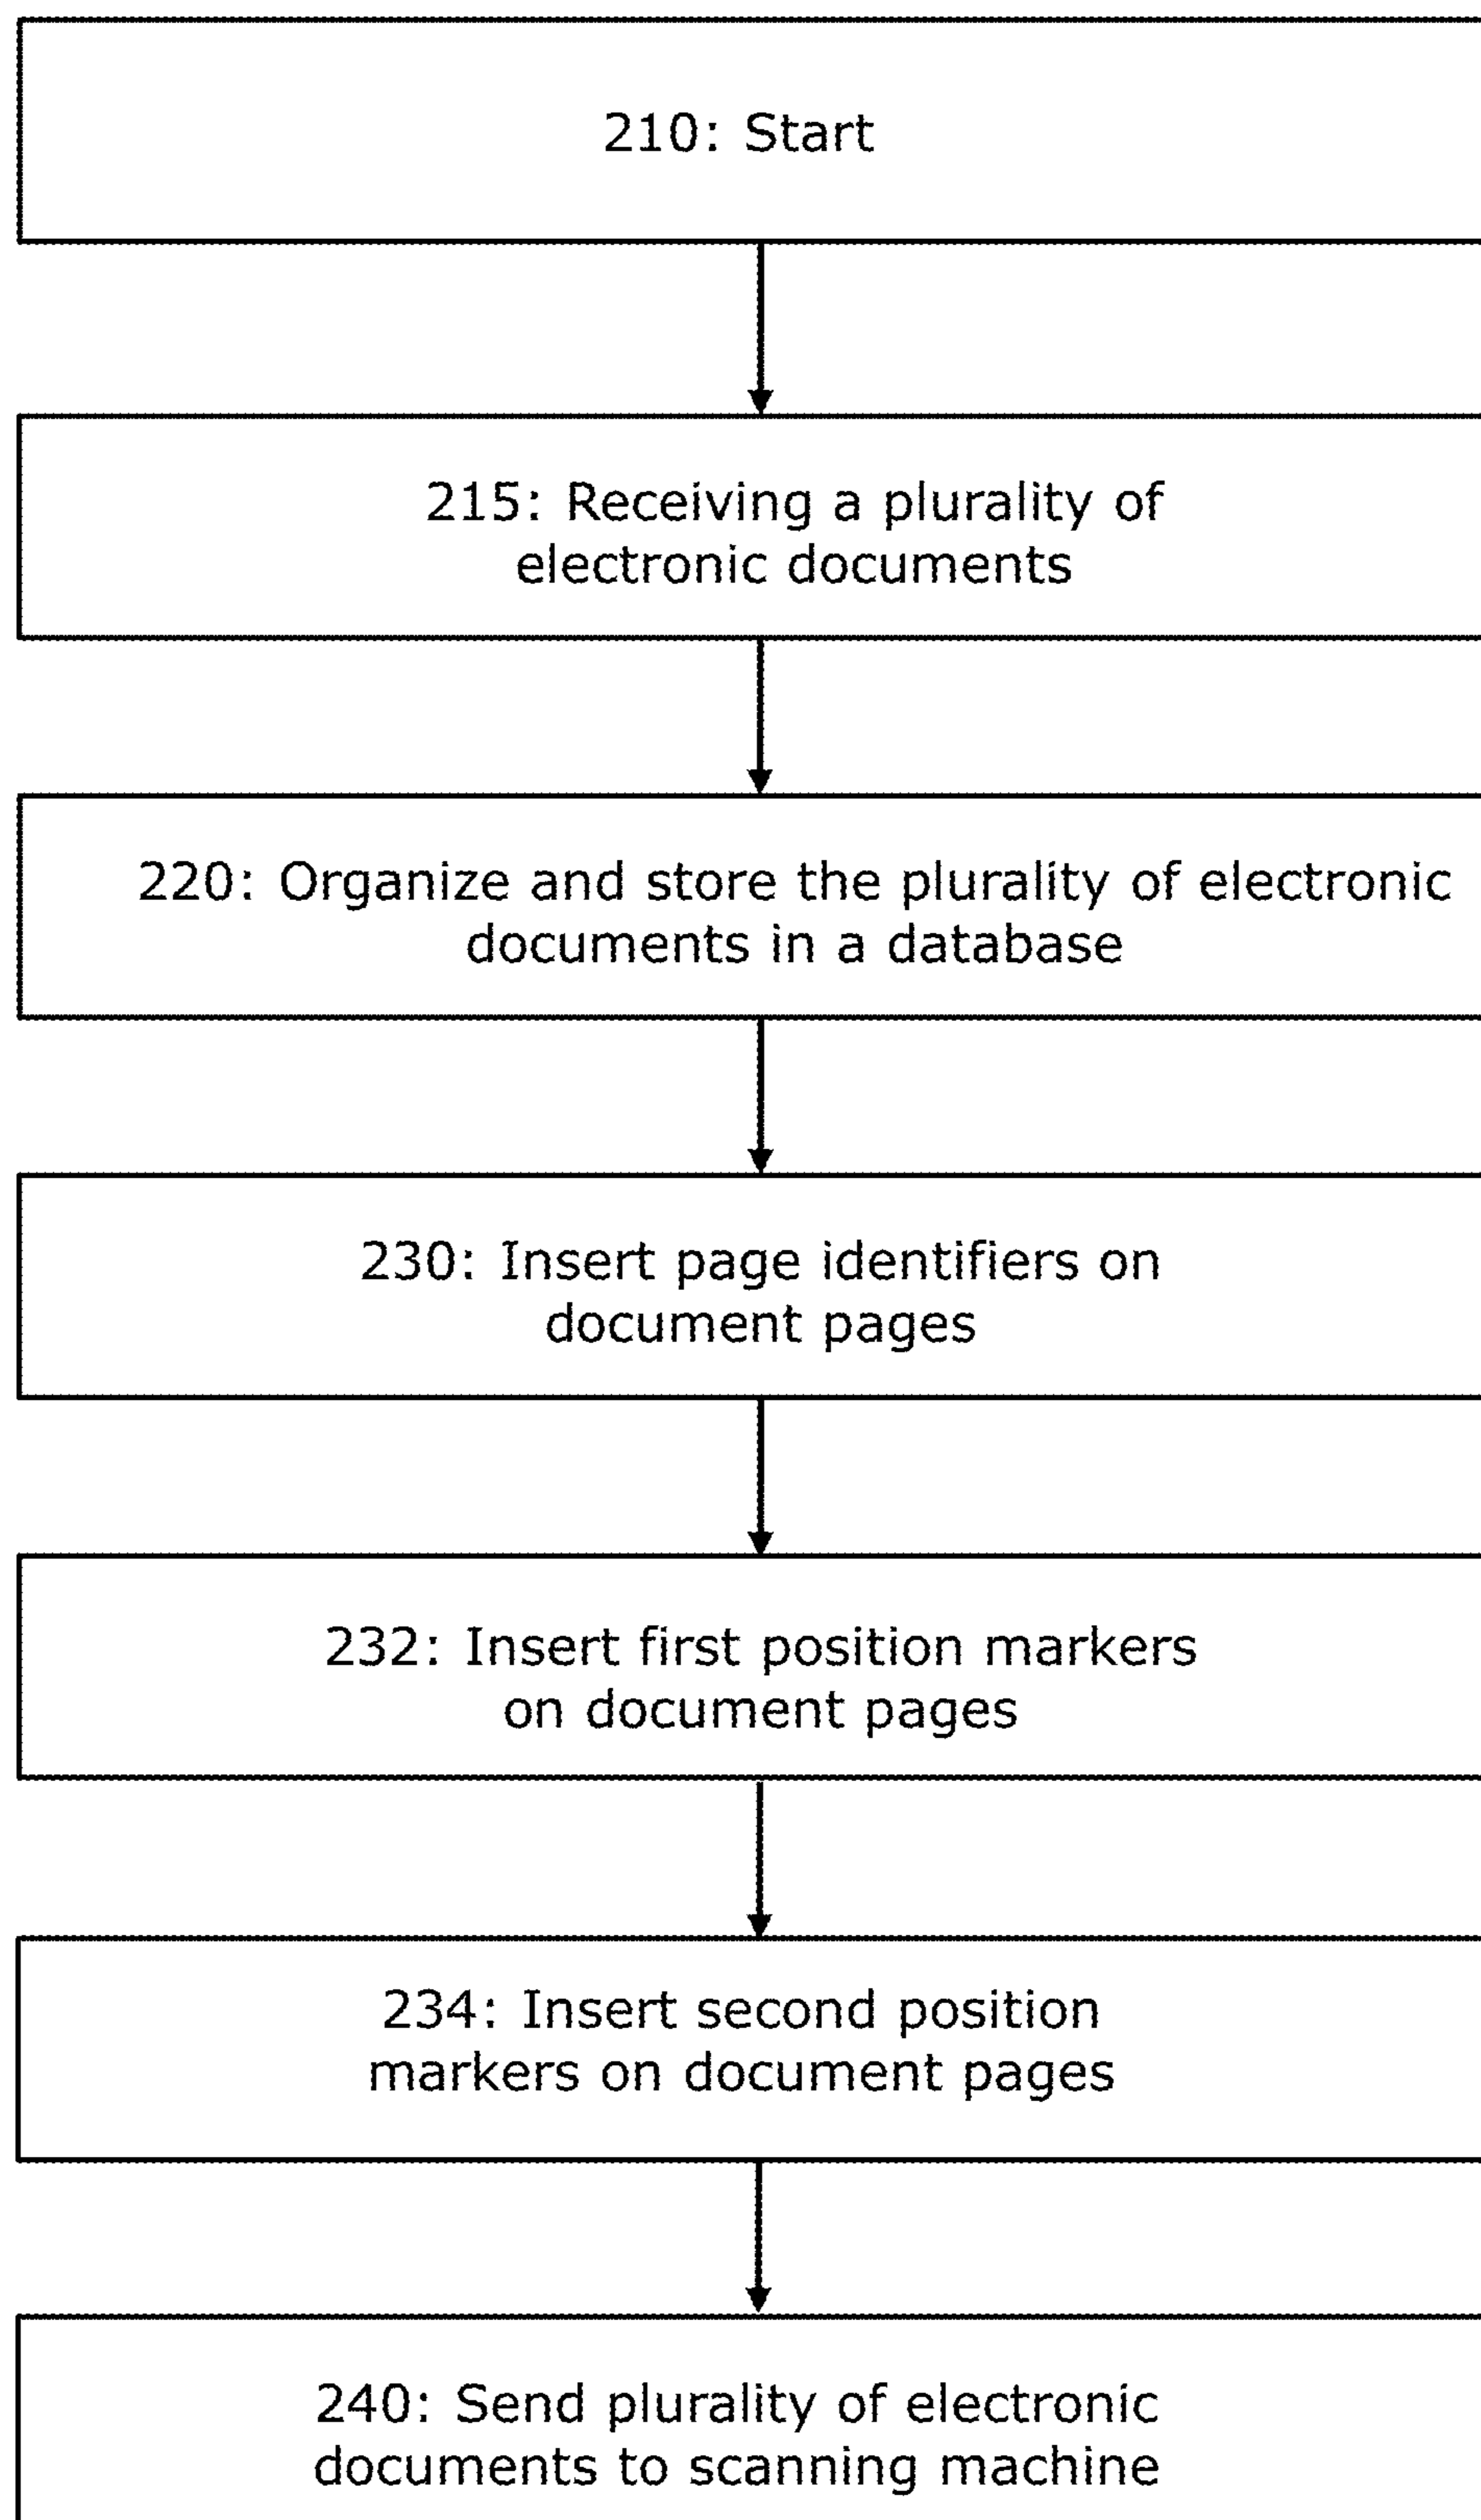 210: Start
215: Receiving a plurality of
electronic documents
220: Organize and store the plurality of electronic
documents in a database
230: Insert page identifiers on
document pages
232: Insert first position markers
on document pages
234: Insert second position
markers on document pages
240: Send plurality of electronic
documents to scanning machine